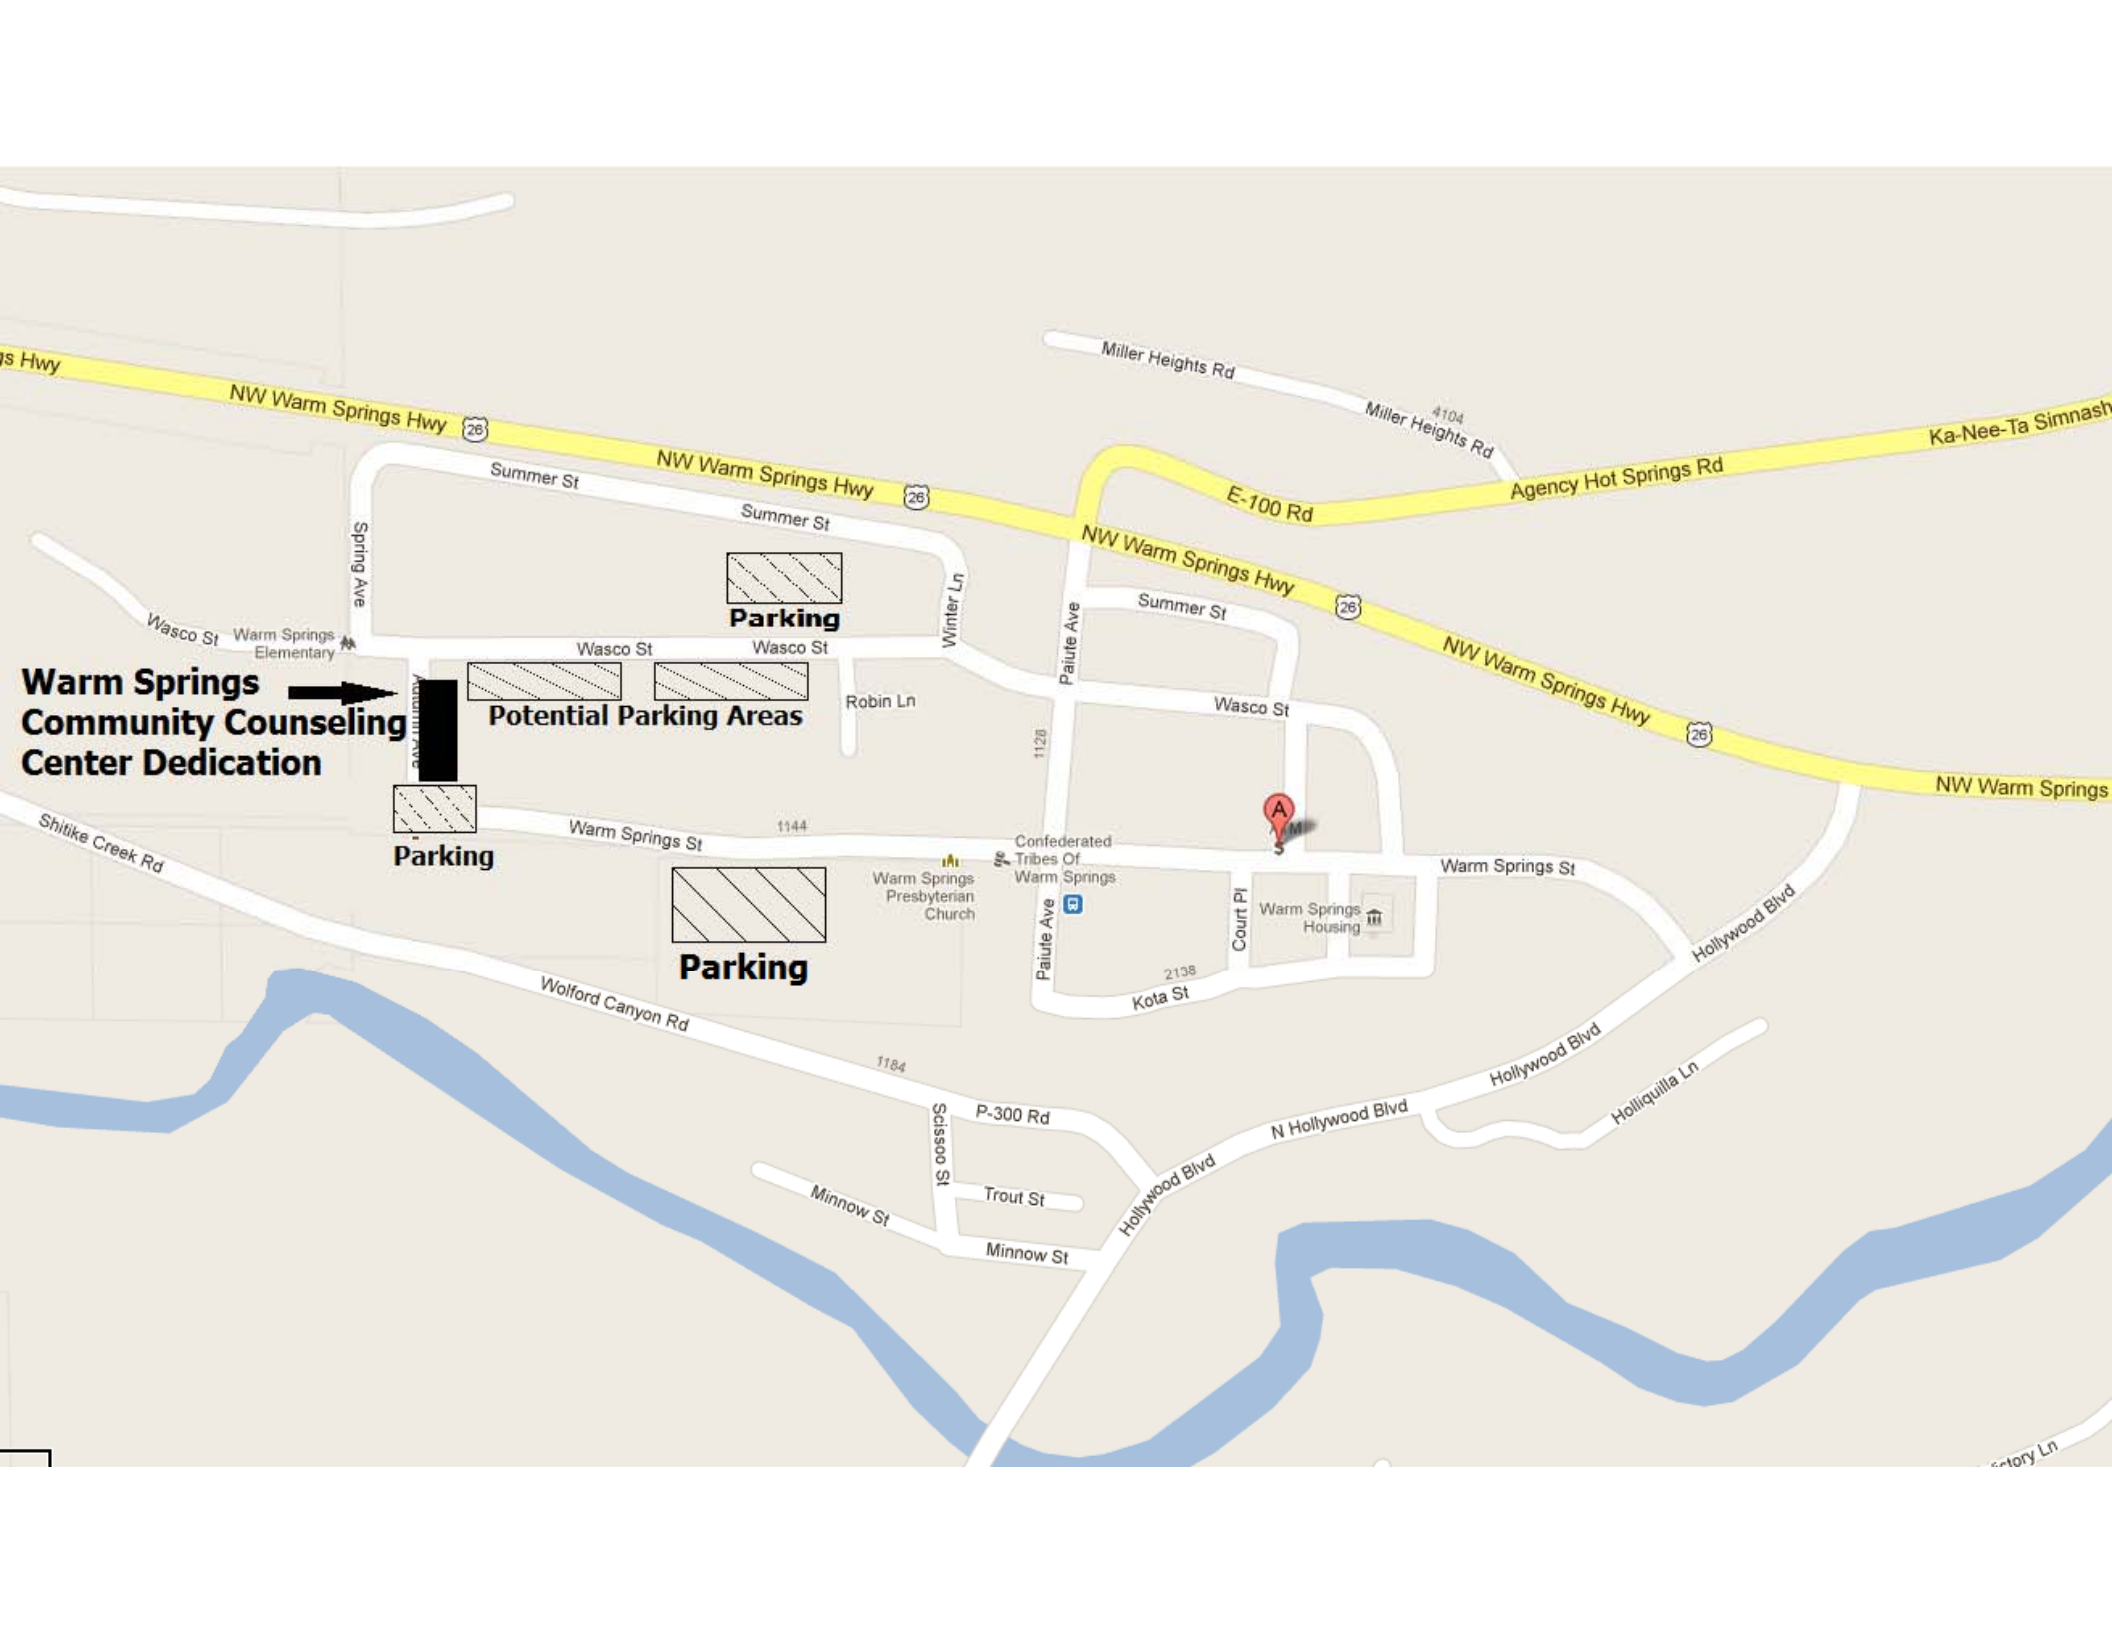 gs Hwy
NW Warm Springs Hwy
26
NW Warm Springs Hwy
26
Miller Heights Rd
4104
Miller Heights Rd
Ka-Nee-Ta Simnash
Agency Hot Springs Rd
E-100 Rd
NW Warm Springs Hwy
26
NW Warm Springs Hwy
26
NW Warm Springs
Summer St
Summer St
Spring Ave
Winter Ln
Parking
Summer St
Paiute Ave
Wasco St
Warm Springs
Elementary
Wasco St
Wasco St
Warm Springs
Community Counseling
Center Dedication
Autumn Ave
Potential Parking Areas
Robin Ln
Wasco St
1128
A
Parking
Warm Springs St
1144
Confederated
Tribes Of
Warm Springs
Warm Springs
Presbyterian
Church
Warm Springs St
Parking
Paiute Ave
Court Pl
Warm Springs
Housing
2138
Kota St
Hollywood Blvd
Shitike Creek Rd
Wolford Canyon Rd
1184
P-300 Rd
Scissoo St
Trout St
Minnow St
Minnow St
Hollywood Blvd
N Hollywood Blvd
Hollywood Blvd
Holliquilla Ln
ictory Ln